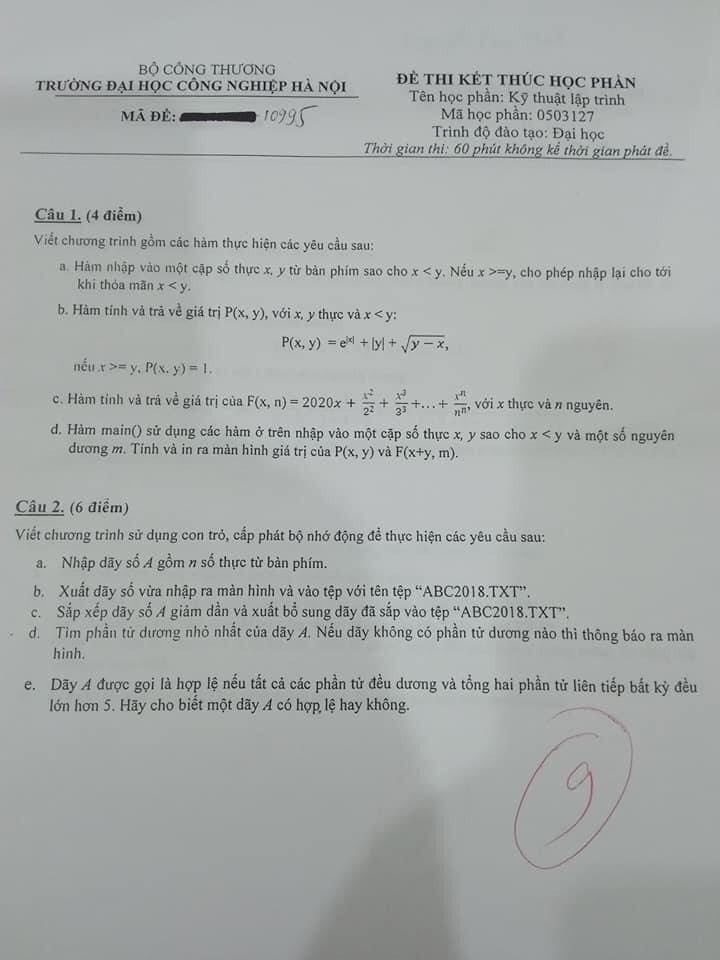 BỘ CÔNG THƯƠNG
TRƯỜNG ĐẠI HỌC CÔNG NGHIỆP HÀ NỘI
MÃ ĐỀ: 10995
ĐỀ THI KẾT THÚC HỌC PHẦN
Tên học phần: Kỹ thuật lập trình
Mã học phần: 0503127
Trình độ đào tạo: Đại học
Thời gian thi: 60 phút không kể thời gian phát đề.
Câu 1. (4 điểm)
Viết chương trình gồm các hàm thực hiện các yêu cầu sau:
a. Hàm nhập vào một cặp số thực x, y từ bàn phím sao cho x < y. Nếu x >=y, cho phép nhập lại cho tới
khi thỏa mãn x < y.
b. Hàm tính và trả về giá trị P(x, y), với x, y thực và x < y:
P(x, y) = e^|x| + |y| + √(y − x),
nếu x >= y, P(x, y) = 1.
c. Hàm tính và trả về giá trị của F(x, n) = 2020x + x²/2² + x³/3³ +…+ xⁿ/nⁿ, với x thực và n nguyên.
d. Hàm main() sử dụng các hàm ở trên nhập vào một cặp số thực x, y sao cho x < y và một số nguyên
dương m. Tính và in ra màn hình giá trị của P(x, y) và F(x+y, m).
Câu 2. (6 điểm)
Viết chương trình sử dụng con trỏ, cấp phát bộ nhớ động để thực hiện các yêu cầu sau:
a. Nhập dãy số A gồm n số thực từ bàn phím.
b. Xuất dãy số vừa nhập ra màn hình và vào tệp với tên tệp “ABC2018.TXT”.
c. Sắp xếp dãy số A giảm dần và xuất bổ sung dãy đã sắp vào tệp “ABC2018.TXT”.
d. Tìm phần tử dương nhỏ nhất của dãy A. Nếu dãy không có phần tử dương nào thì thông báo ra màn
hình.
e. Dãy A được gọi là hợp lệ nếu tất cả các phần tử đều dương và tổng hai phần tử liên tiếp bất kỳ đều
lớn hơn 5. Hãy cho biết một dãy A có hợp lệ hay không.
9